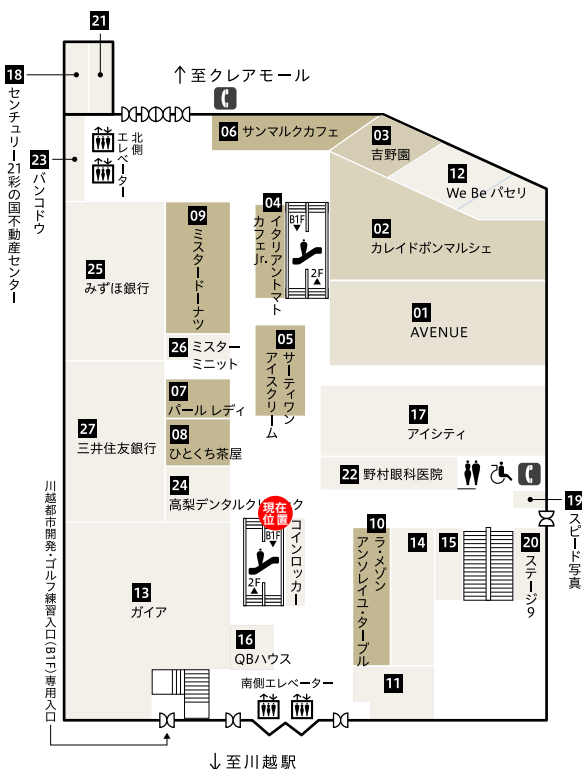 21
18
センチュリー21彩の国不動産センター
↑至クレアモール
23
バンコドウ
北側
エレベーター
06 サンマルクカフェ
03
吉野園
12
We Be パセリ
04
イタリアントマト
カフェJr.
B1F
2F
02
カレイドボンマルシェ
09
ミスタードーナツ
25
みずほ銀行
01
AVENUE
26 ミスター
ミニット
05
サーティワン
アイスクリーム
07
パール レディ
08
ひとくち茶屋
27
三井住友銀行
17
アイシティ
22 野村眼科医院
24
高梨デンタルクリニック
19
スピード写真
現在
位置
B1F
2F
コインロッカー
10
ラ・メゾン
アンソレイユ・ターブル
14
15
20
ステージ9
川越都市開発・ゴルフ練習入口(B1F)専用入口
13
ガイア
16
QBハウス
11
南側エレベーター
↓至川越駅